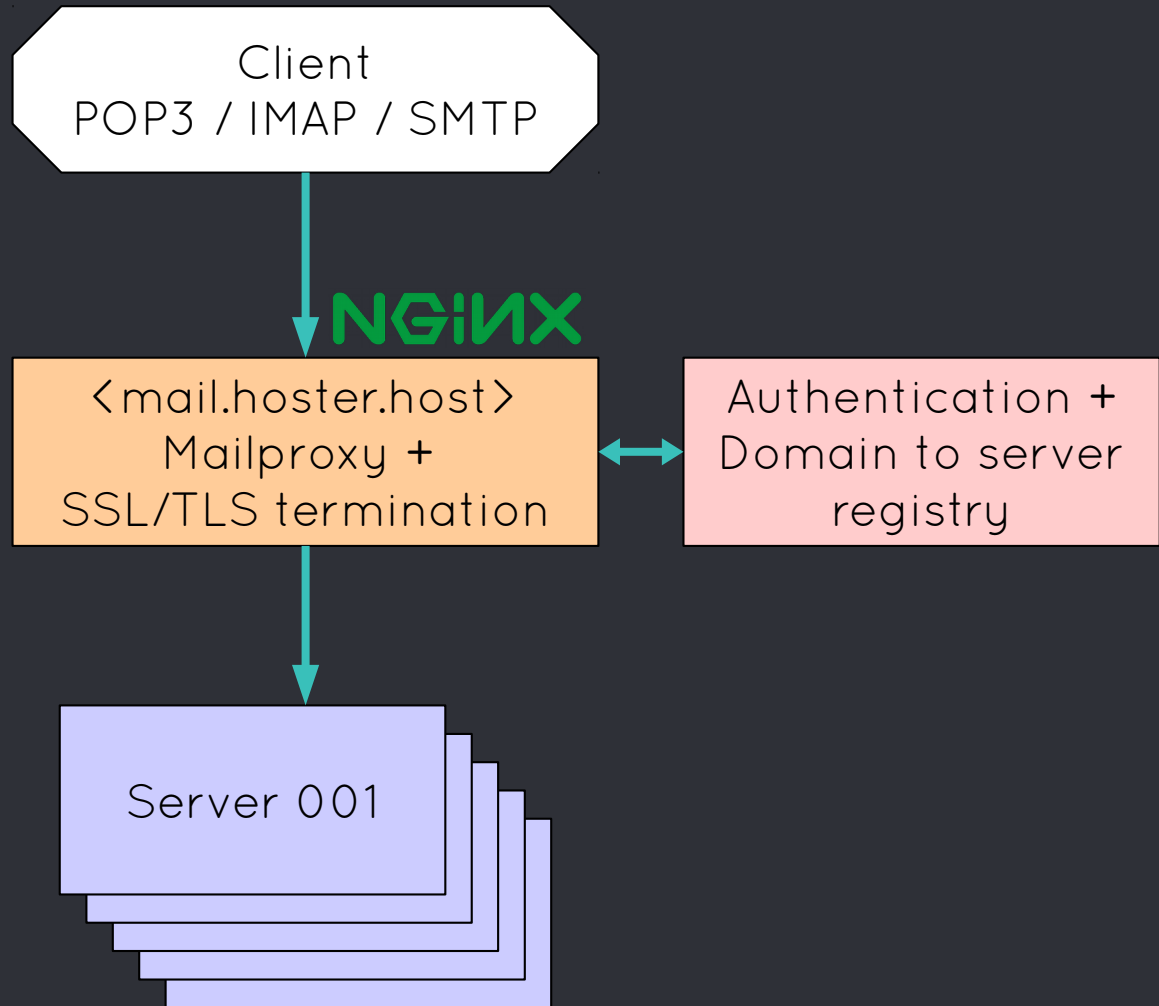 Client
POP3 / IMAP / SMTP
NGiNX
<mail.hoster.host>
Mailproxy +
SSL/TLS termination
Authentication +
Domain to server
registry
Server 001